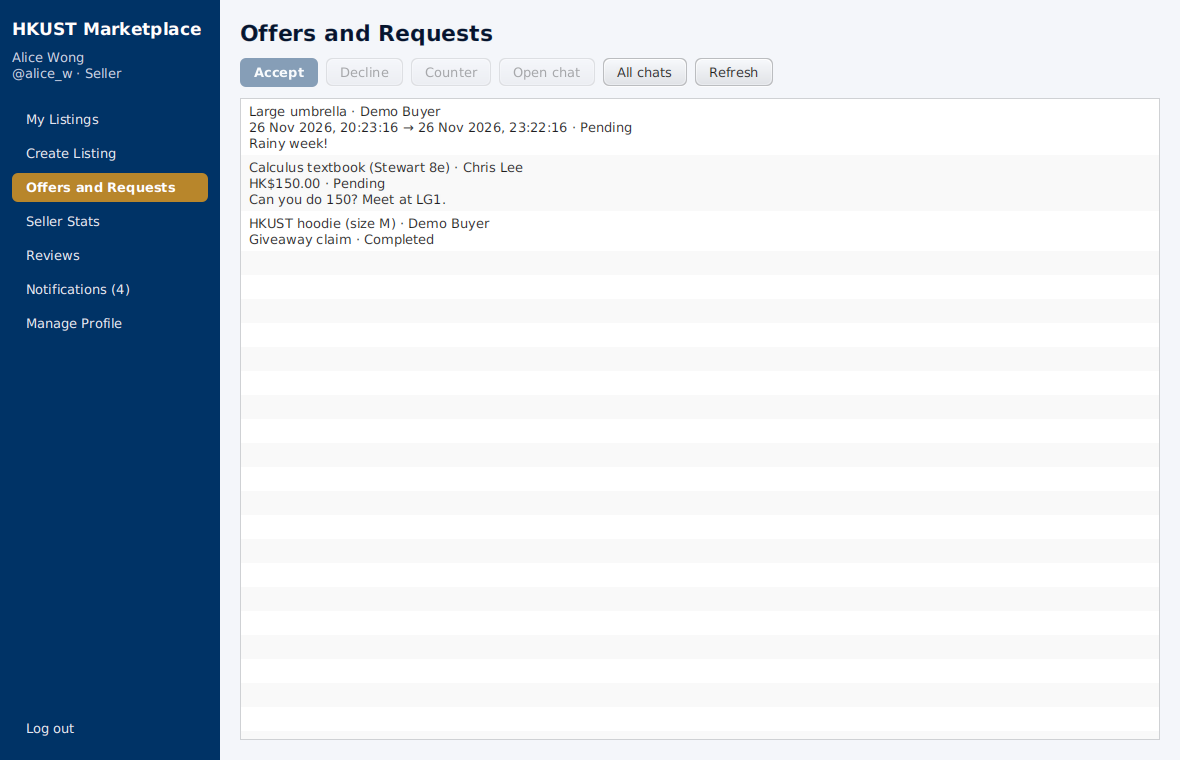 HKUST Marketplace
Alice Wong
@alice_w · Seller
My Listings
Create Listing
Offers and Requests
Seller Stats
Reviews
Notifications (4)
Manage Profile
Log out
Offers and Requests
Accept
Decline
Counter
Open chat
All chats
Refresh
Large umbrella · Demo Buyer
26 Nov 2026, 20:23:16 → 26 Nov 2026, 23:22:16 · Pending
Rainy week!
Calculus textbook (Stewart 8e) · Chris Lee
HK$150.00 · Pending
Can you do 150? Meet at LG1.
HKUST hoodie (size M) · Demo Buyer
Giveaway claim · Completed